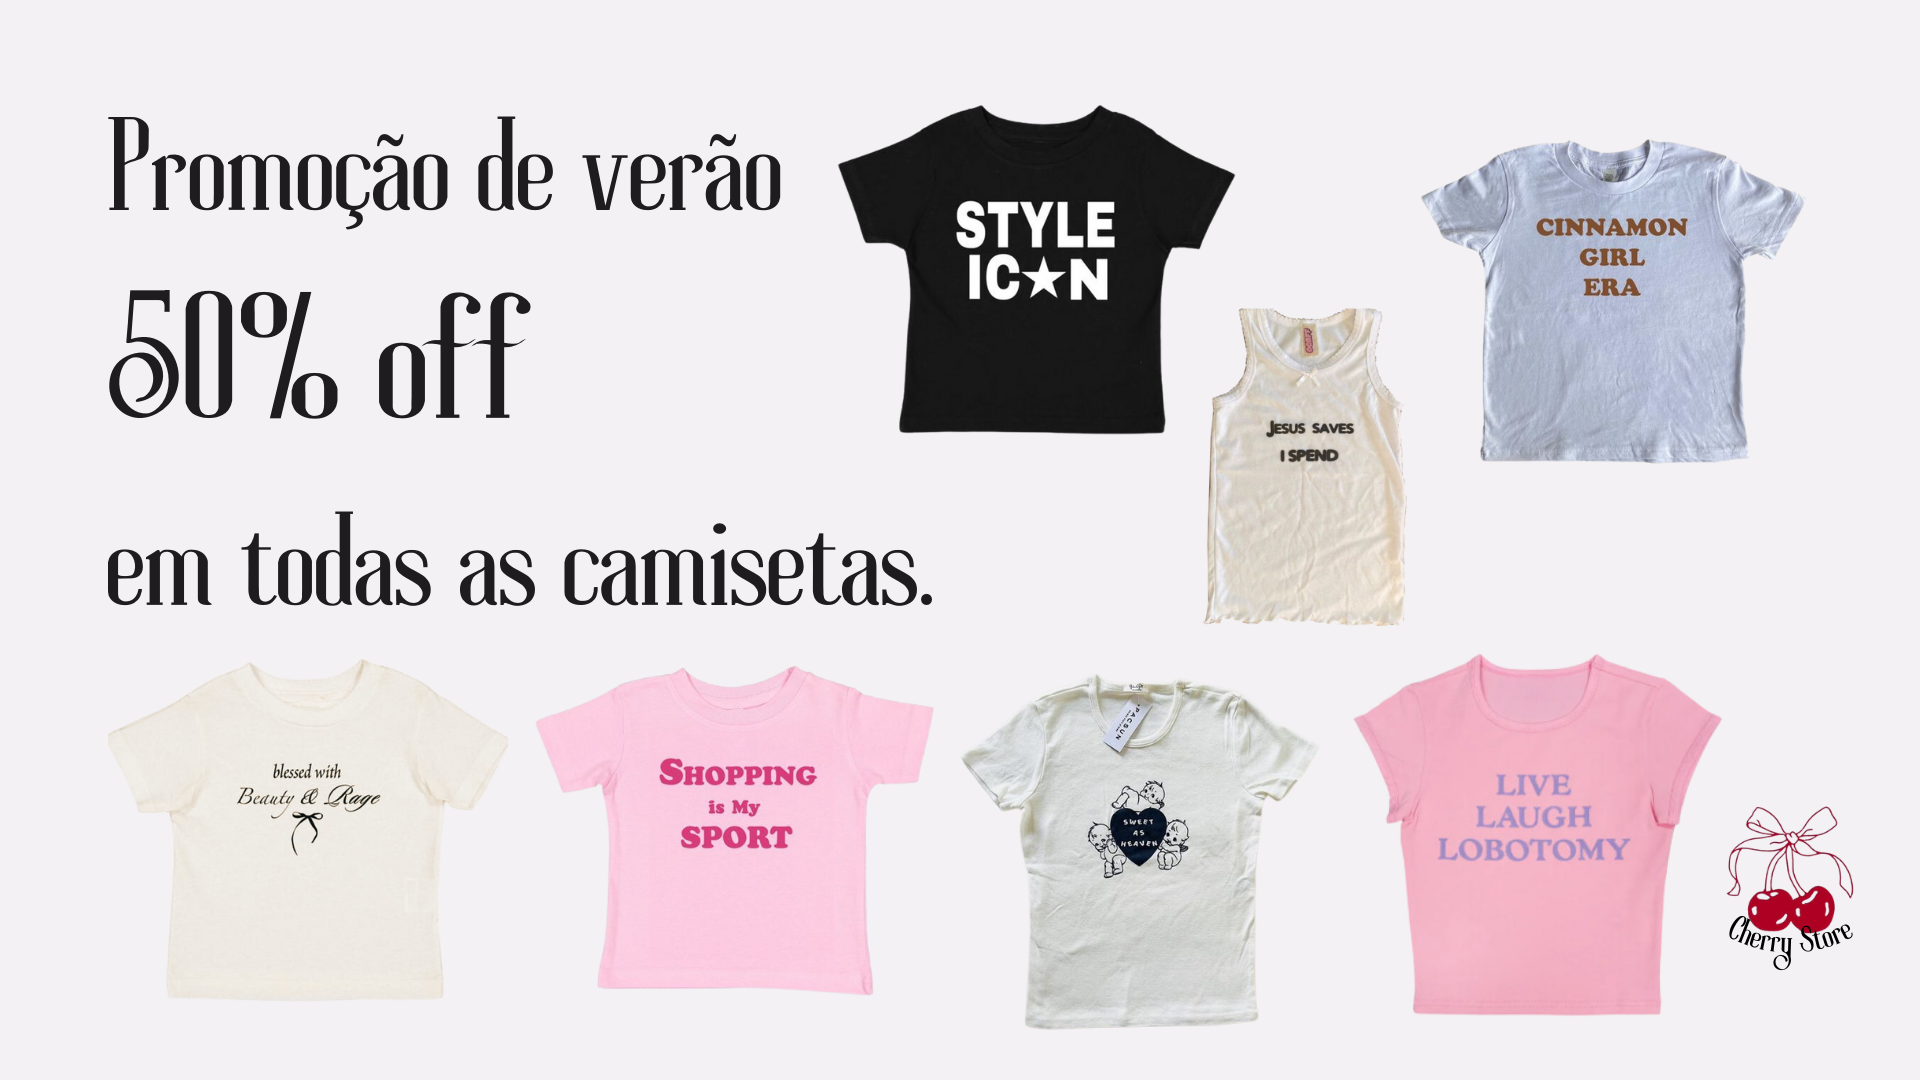 Promoção de verão
50% off
em todas as camisetas.
STYLE
IC★N
CINNAMON
GIRL
ERA
JESUS SAVES
I SPEND
blessed with
Beauty & Rage
SHOPPING
is My
SPORT
PACSUN
SWEET
AS
HEAVEN
LIVE
LAUGH
LOBOTOMY
Cherry Store